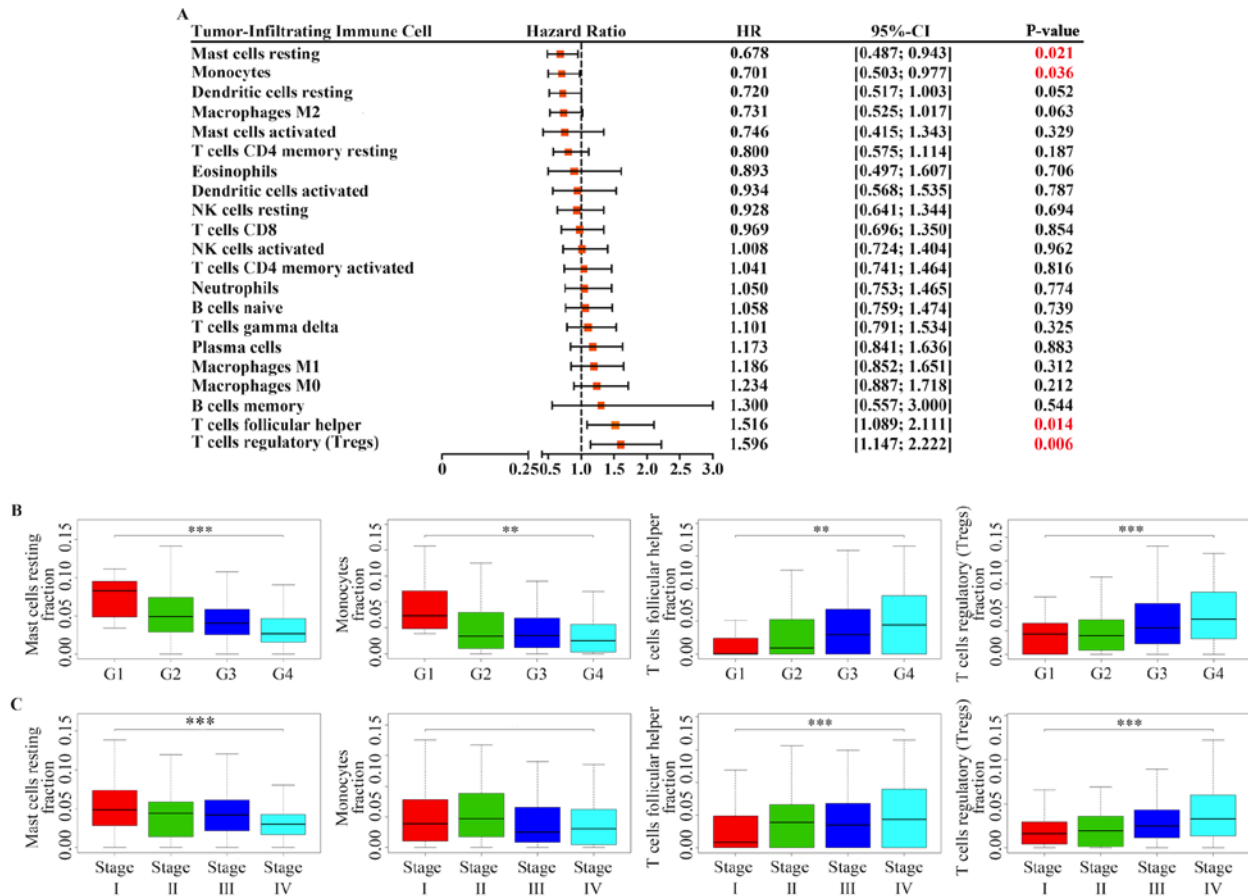 A
Tumor-Infiltrating Immune Cell Hazard Ratio HR 95%-CI P-value
Mast cells resting 0.678 [0.487; 0.943] 0.021
Monocytes 0.701 [0.503; 0.977] 0.036
Dendritic cells resting 0.720 [0.517; 1.003] 0.052
Macrophages M2 0.731 [0.525; 1.017] 0.063
Mast cells activated 0.746 [0.415; 1.343] 0.329
T cells CD4 memory resting 0.800 [0.575; 1.114] 0.187
Eosinophils 0.893 [0.497; 1.607] 0.706
Dendritic cells activated 0.934 [0.568; 1.535] 0.787
NK cells resting 0.928 [0.641; 1.344] 0.694
T cells CD8 0.969 [0.696; 1.350] 0.854
NK cells activated 1.008 [0.724; 1.404] 0.962
T cells CD4 memory activated 1.041 [0.741; 1.464] 0.816
Neutrophils 1.050 [0.753; 1.465] 0.774
B cells naive 1.058 [0.759; 1.474] 0.739
T cells gamma delta 1.101 [0.791; 1.534] 0.325
Plasma cells 1.173 [0.841; 1.636] 0.883
Macrophages M1 1.186 [0.852; 1.651] 0.312
Macrophages M0 1.234 [0.887; 1.718] 0.212
B cells memory 1.300 [0.557; 3.000] 0.544
T cells follicular helper 1.516 [1.089; 2.111] 0.014
T cells regulatory (Tregs) 1.596 [1.147; 2.222] 0.006
0 0.25 0.5 1.0 1.5 2.0 2.5 3.0
B
Mast cells resting
fraction
0.00 0.05 0.10 0.15
***
G1 G2 G3 G4
Monocytes
fraction
0.00 0.05 0.10 0.15
**
G1 G2 G3 G4
T cells follicular helper
fraction
0.00 0.05 0.10 0.15
**
G1 G2 G3 G4
T cells regulatory (Tregs)
fraction
0.00 0.05 0.10 0.15
***
G1 G2 G3 G4
C
Mast cells resting
fraction
0.00 0.05 0.10 0.15
***
Stage Stage Stage Stage
I II III IV
Monocytes
fraction
0.00 0.05 0.10 0.15
Stage Stage Stage Stage
I II III IV
T cells follicular helper
fraction
0.00 0.05 0.10 0.15
***
Stage Stage Stage Stage
I II III IV
T cells regulatory (Tregs)
fraction
0.00 0.05 0.10 0.15
***
Stage Stage Stage Stage
I II III IV